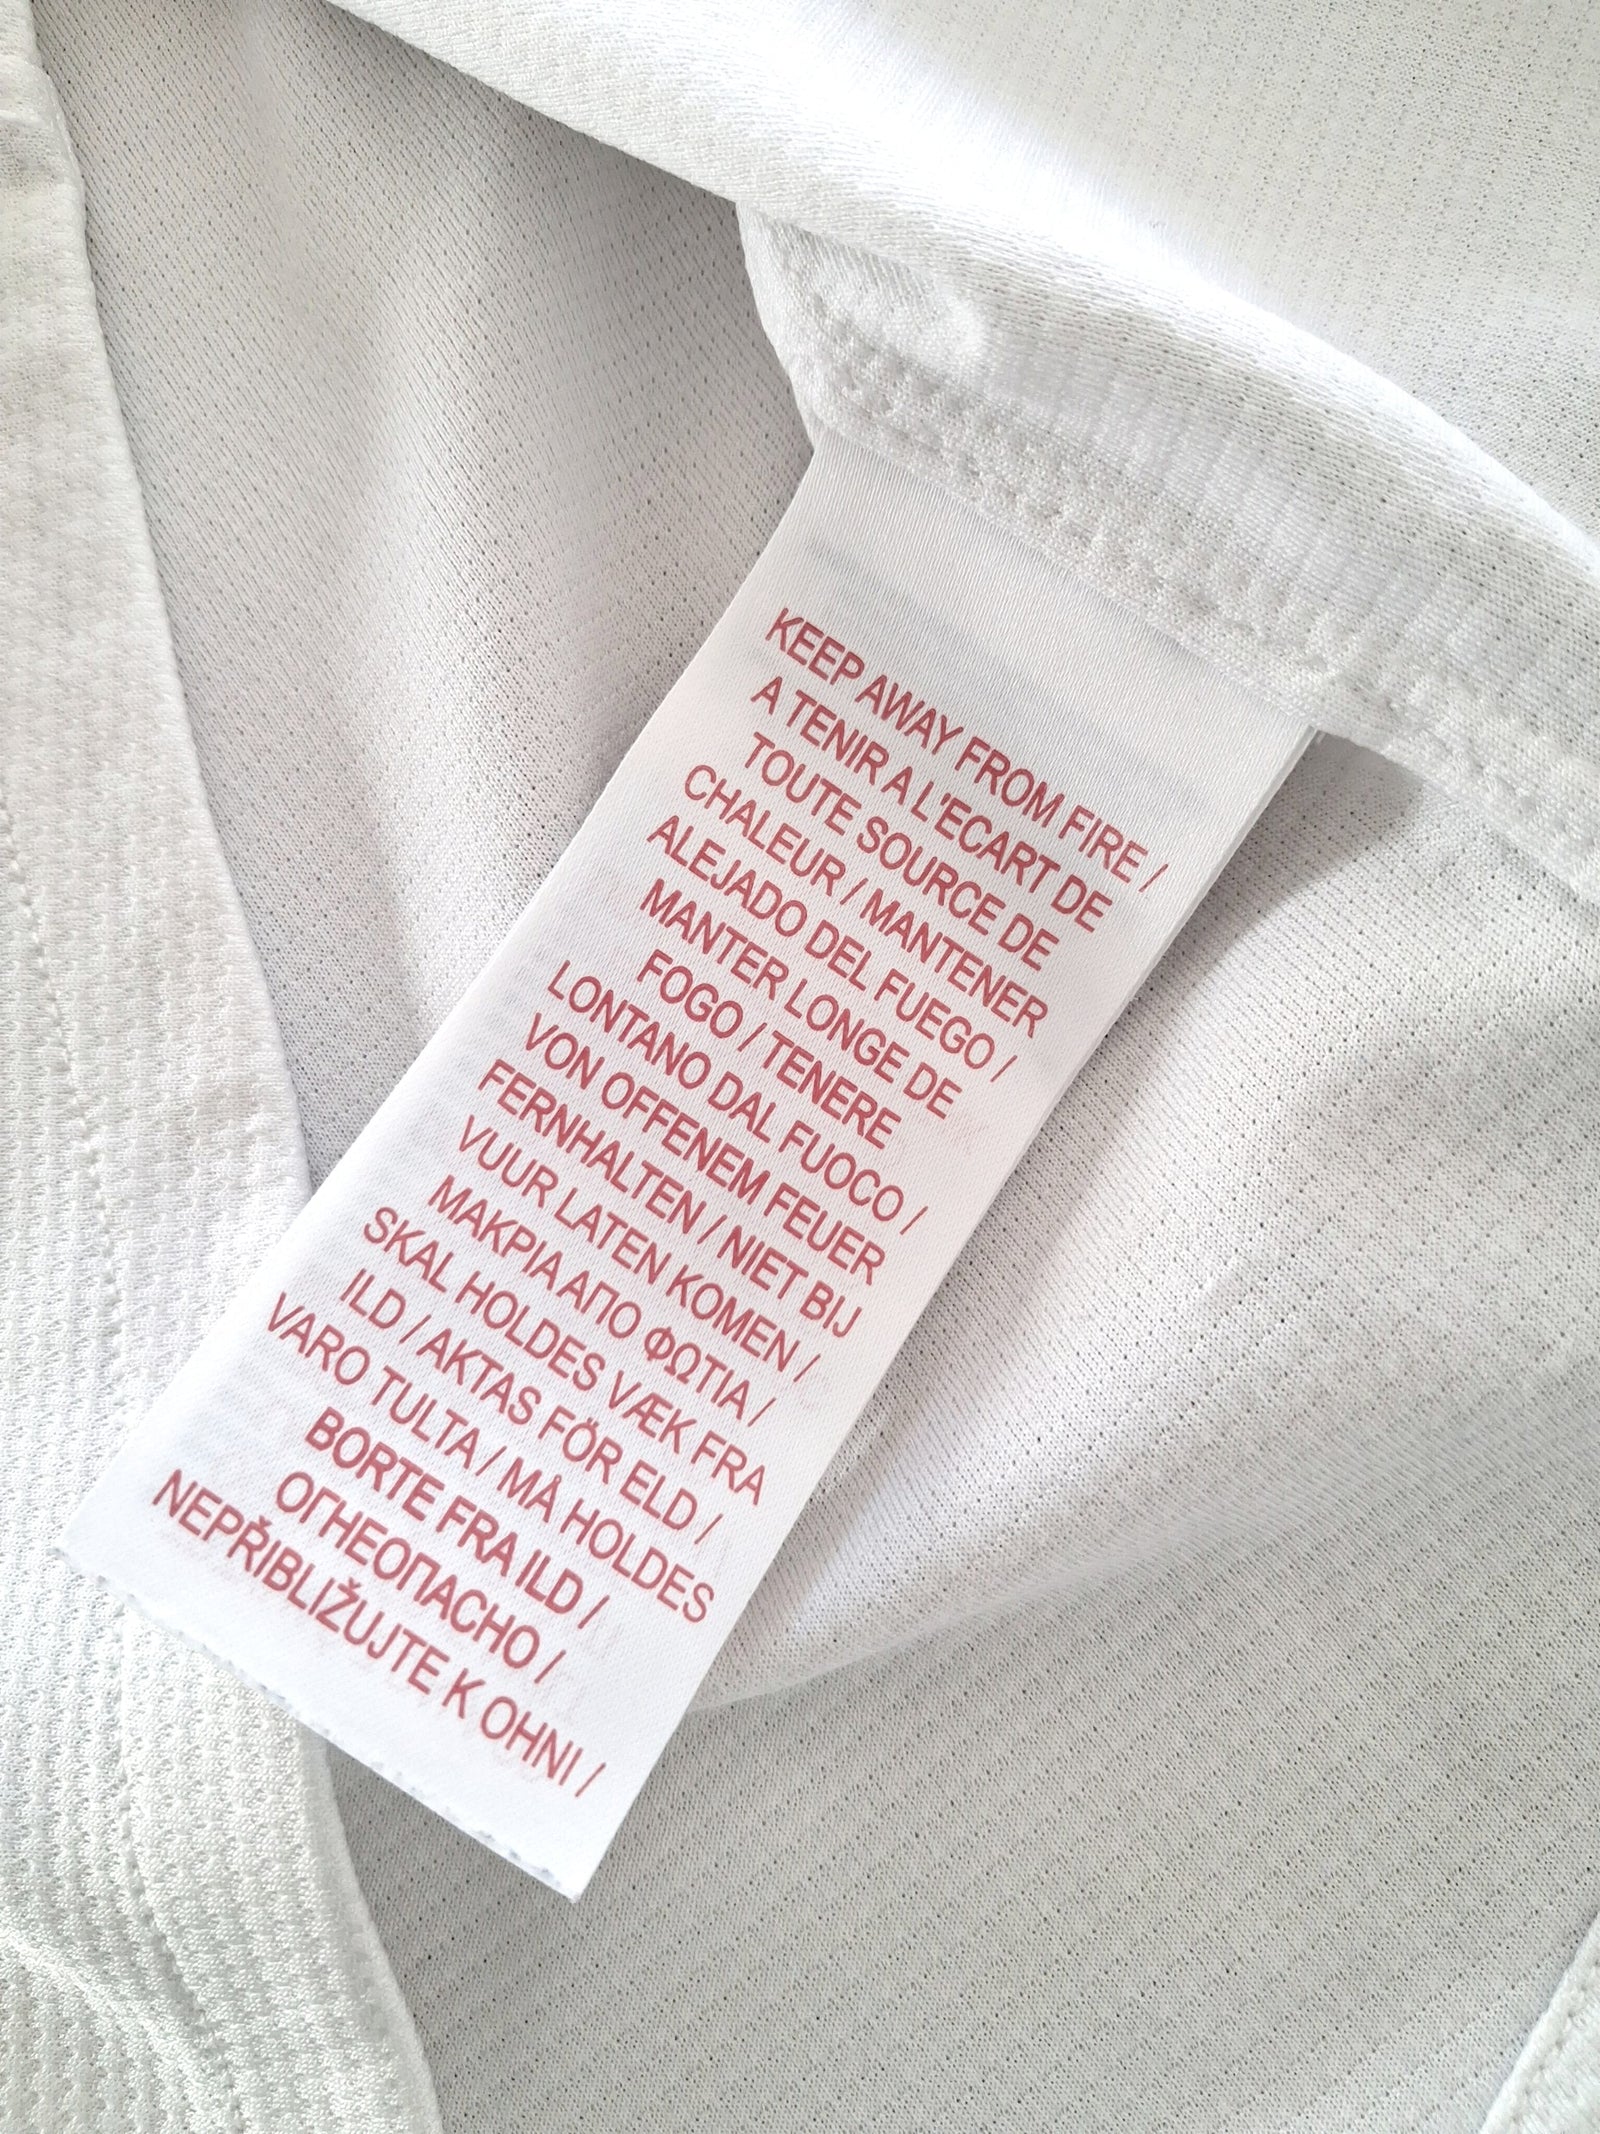 KEEP AWAY FROM FIRE /
A TENIR A L'ECART DE
TOUTE SOURCE DE
CHALEUR / MANTENER
ALEJADO DEL FUEGO /
MANTER LONGE DE
FOGO / TENERE
LONTANO DAL FUOCO /
VON OFFENEM FEUER
FERNHALTEN / NIET BIJ
VUUR LATEN KOMEN /
ΜΑΚΡΙΑ ΑΠΟ ΦΩΤΙΑ /
SKAL HOLDES VÆK FRA
ILD / AKTAS FÖR ELD /
VARO TULTA / MÅ HOLDES
BORTE FRA ILD /
ОГНЕОПАСНО /
NEPŘIBLIŽUJTE K OHNI /